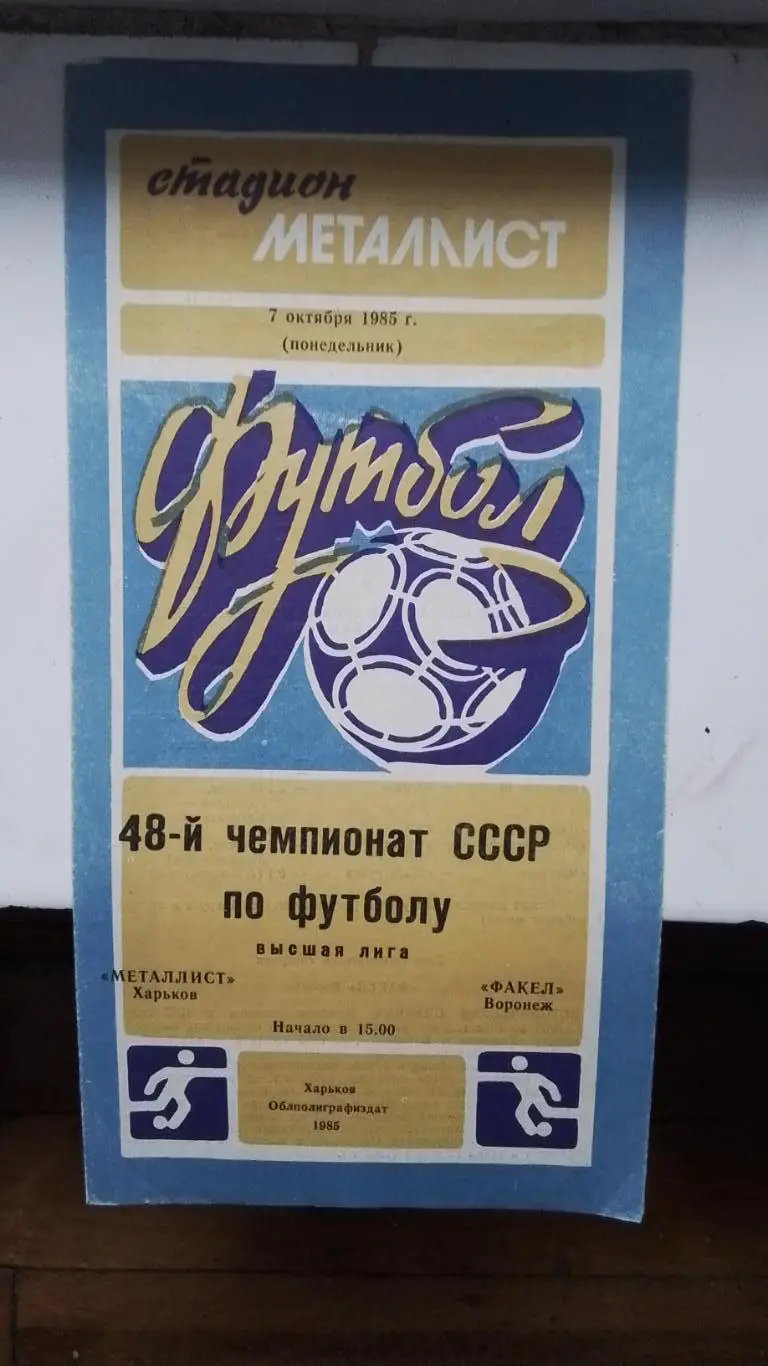 стадион
МЕТАЛЛИСТ
7 октября 1985 г.
(понедельник)
Футбол
48-й чемпионат СССР
по футболу
высшая лига
«МЕТАЛЛИСТ»
Харьков
«ФАКЕЛ»
Воронеж
Начало в 15.00
Харьков
Облполиграфиздат
1985